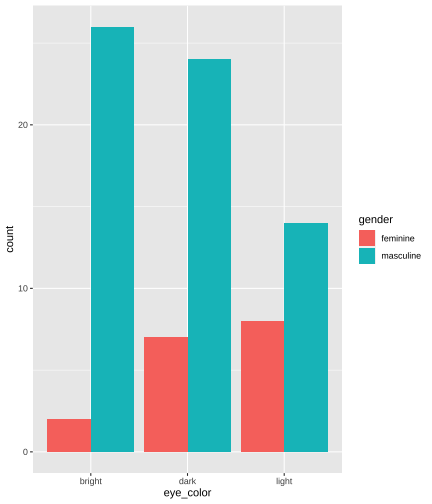 count
20
10
0
bright dark light
eye_color
gender
feminine
masculine